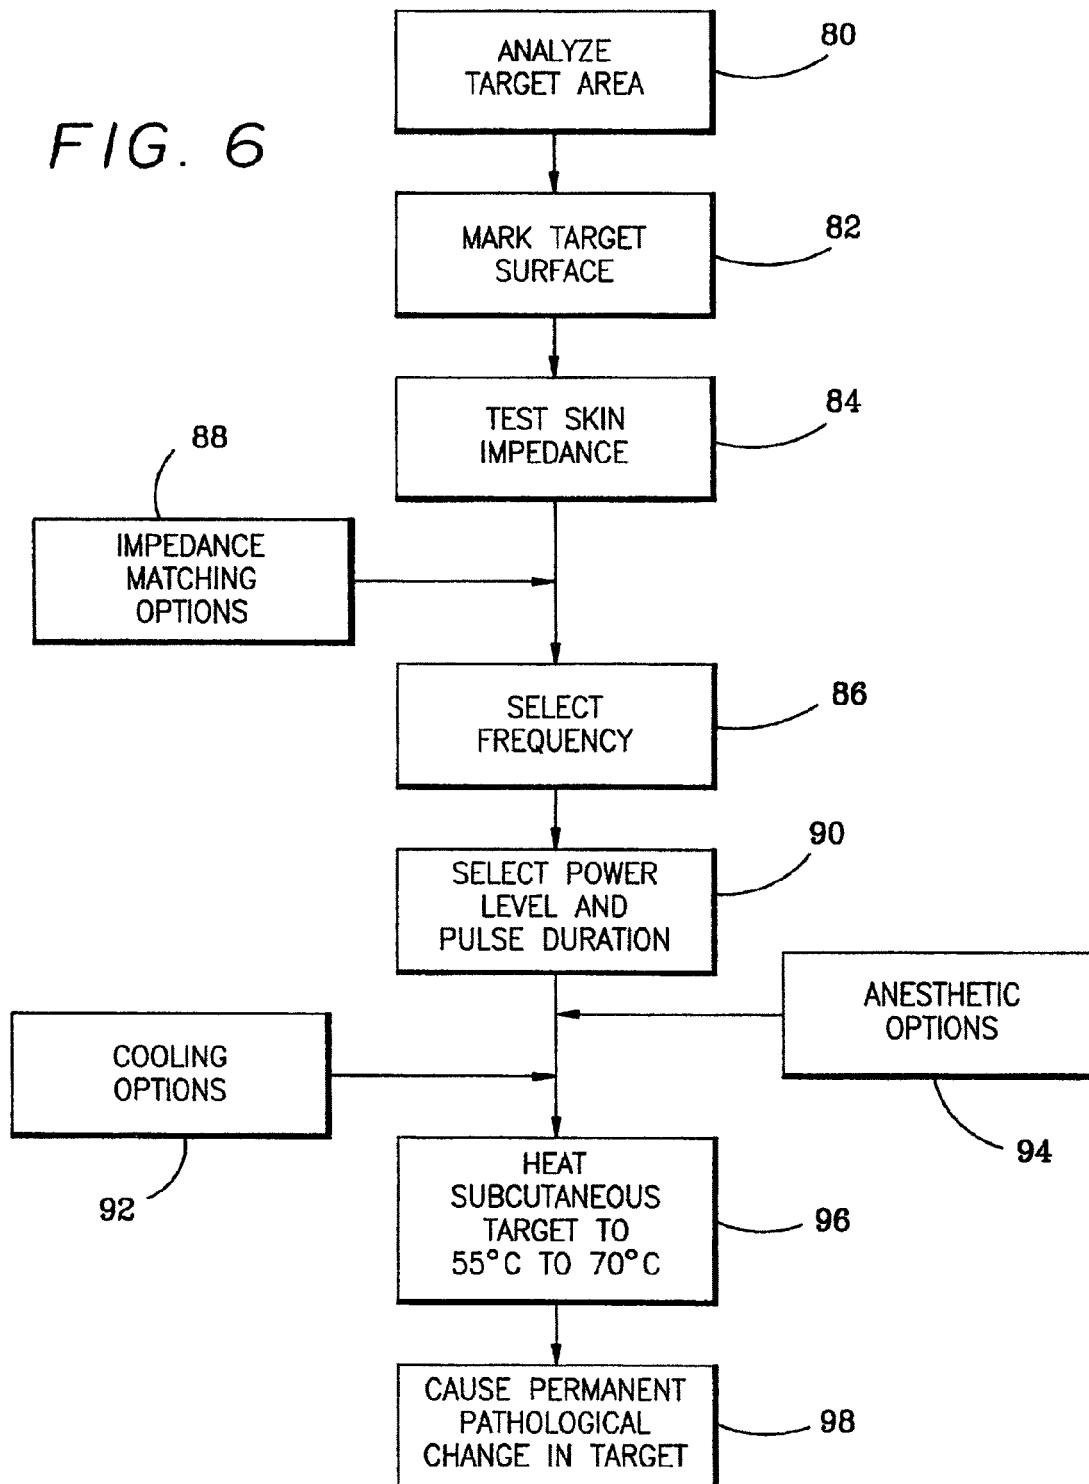 FIG. 6
ANALYZE
TARGET AREA
80
MARK TARGET
SURFACE
82
TEST SKIN
IMPEDANCE
84
88
IMPEDANCE
MATCHING
OPTIONS
SELECT
FREQUENCY
86
SELECT POWER
LEVEL AND
PULSE DURATION
90
ANESTHETIC
OPTIONS
94
COOLING
OPTIONS
92
HEAT
SUBCUTANEOUS
TARGET TO
55°C TO 70°C
96
CAUSE PERMANENT
PATHOLOGICAL
CHANGE IN TARGET
98